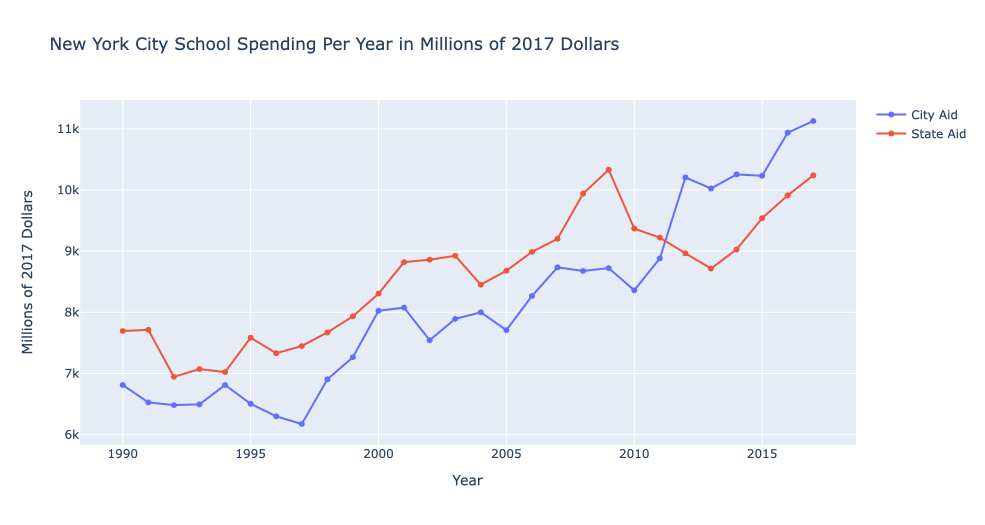 New York City School Spending Per Year in Millions of 2017 Dollars
City Aid
State Aid
Millions of 2017 Dollars
11k
10k
9k
8k
7k
6k
1990 1995 2000 2005 2010 2015
Year